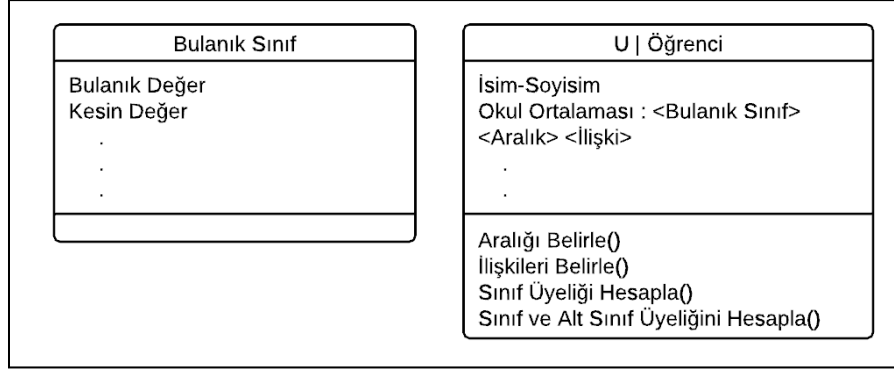 Bulanık Sınıf
Bulanık Değer
Kesin Değer
.
.
.
U | Öğrenci
İsim-Soyisim
Okul Ortalaması : <Bulanık Sınıf>
<Aralık> <İlişki>
.
.
Aralığı Belirle()
İlişkileri Belirle()
Sınıf Üyeliği Hesapla()
Sınıf ve Alt Sınıf Üyeliğini Hesapla()